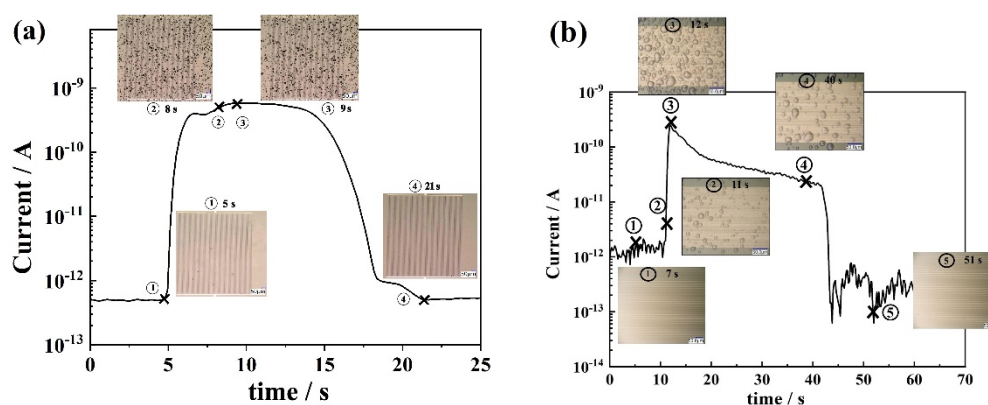 (a)
② 8 s
③ 9s
②
③
① 5 s
④ 21s
①
④
10⁻⁹
10⁻¹⁰
10⁻¹¹
10⁻¹²
10⁻¹³
Current / A
0 5 10 15 20 25
time / s
50μm
(b)
③ 12 s
④ 40 s
② 11 s
① 7 s
⑤ 51 s
①
②
③
④
⑤
10⁻⁹
10⁻¹⁰
10⁻¹¹
10⁻¹²
10⁻¹³
10⁻¹⁴
Current / A
0 10 20 30 40 50 60 70
time / s